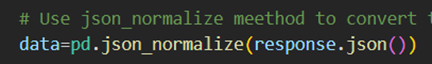 # Use json_normalize meethod to convert
data=pd.json_normalize(response.json())